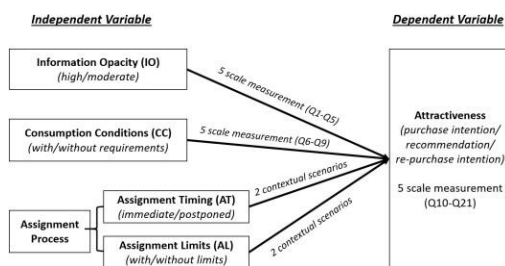 Independent Variable
Dependent Variable
Information Opacity (IO)
(high/moderate)
5 scale measurement (Q1-Q5)
Consumption Conditions (CC)
(with/without requirements)
5 scale measurement (Q6-Q9)
Attractiveness
(purchase intention/
recommendation/
re-purchase intention)
5 scale measurement
(Q10-Q21)
Assignment
Process
Assignment Timing (AT)
(immediate/postponed)
2 contextual scenarios
Assignment Limits (AL)
(with/without limits)
2 contextual scenarios